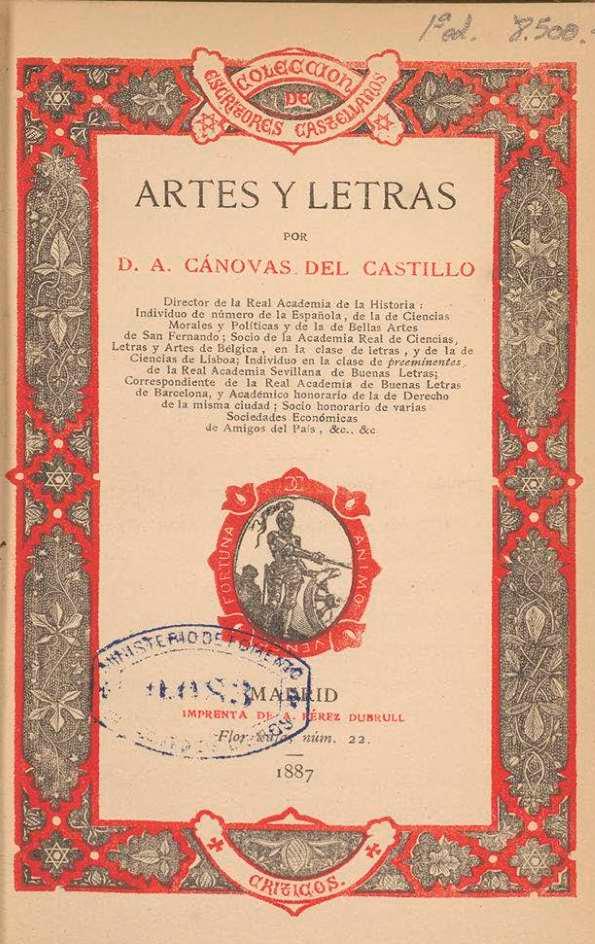 1ª ed. 8.500.-
COLECCION
DE
ESCRITORES CASTELLANOS
ARTES Y LETRAS
POR
D. A. CÁNOVAS DEL CASTILLO
Director de la Real Academia de la Historia :
Individuo de número de la Española, de la de Ciencias
Morales y Políticas y de la de Bellas Artes
de San Fernando ; Socio de la Academia Real de Ciencias,
Letras y Artes de Bélgica, en la clase de letras, y de la de
Ciencias de Lisboa; Individuo en la clase de preeminentes,
de la Real Academia Sevillana de Buenas Letras;
Correspondiente de la Real Academia de Buenas Letras
de Barcelona, y Académico honorario de la de Derecho
de la misma ciudad ; Socio honorario de varias
Sociedades Económicas
de Amigos del País, &c., &c
FORTUNA
ANIMO
MINISTERIO DE FOMENTO
MADRID
IMPRENTA DE A. PÉREZ DUBRULL
Flor núm. 22.
1887
CRITICOS.